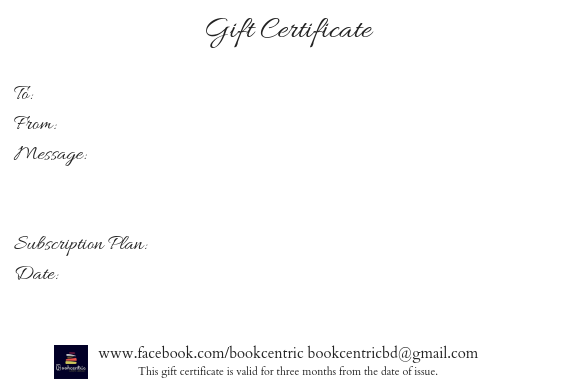 Gift Certificate
To:
From:
Message:
Subscription Plan:
Date:
Bookcentric
www.facebook.com/bookcentric bookcentricbd@gmail.com
This gift certificate is valid for three months from the date of issue.